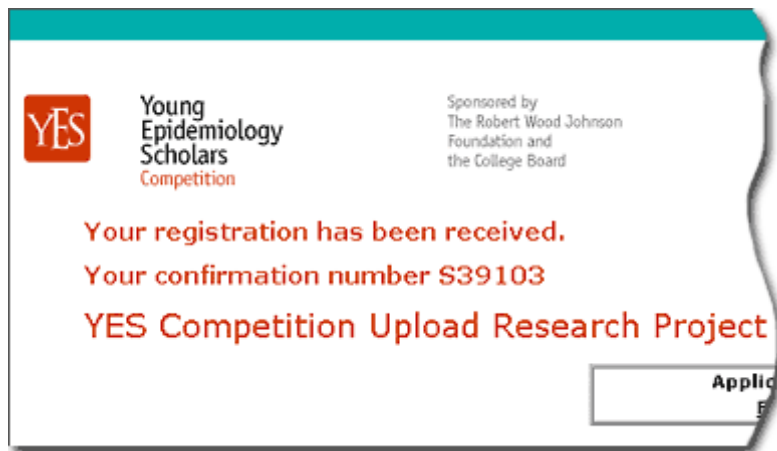 YES
Young
Epidemiology
Scholars
Competition
Sponsored by
The Robert Wood Johnson
Foundation and
the College Board
Your registration has been received.
Your confirmation number S39103
YES Competition Upload Research Project